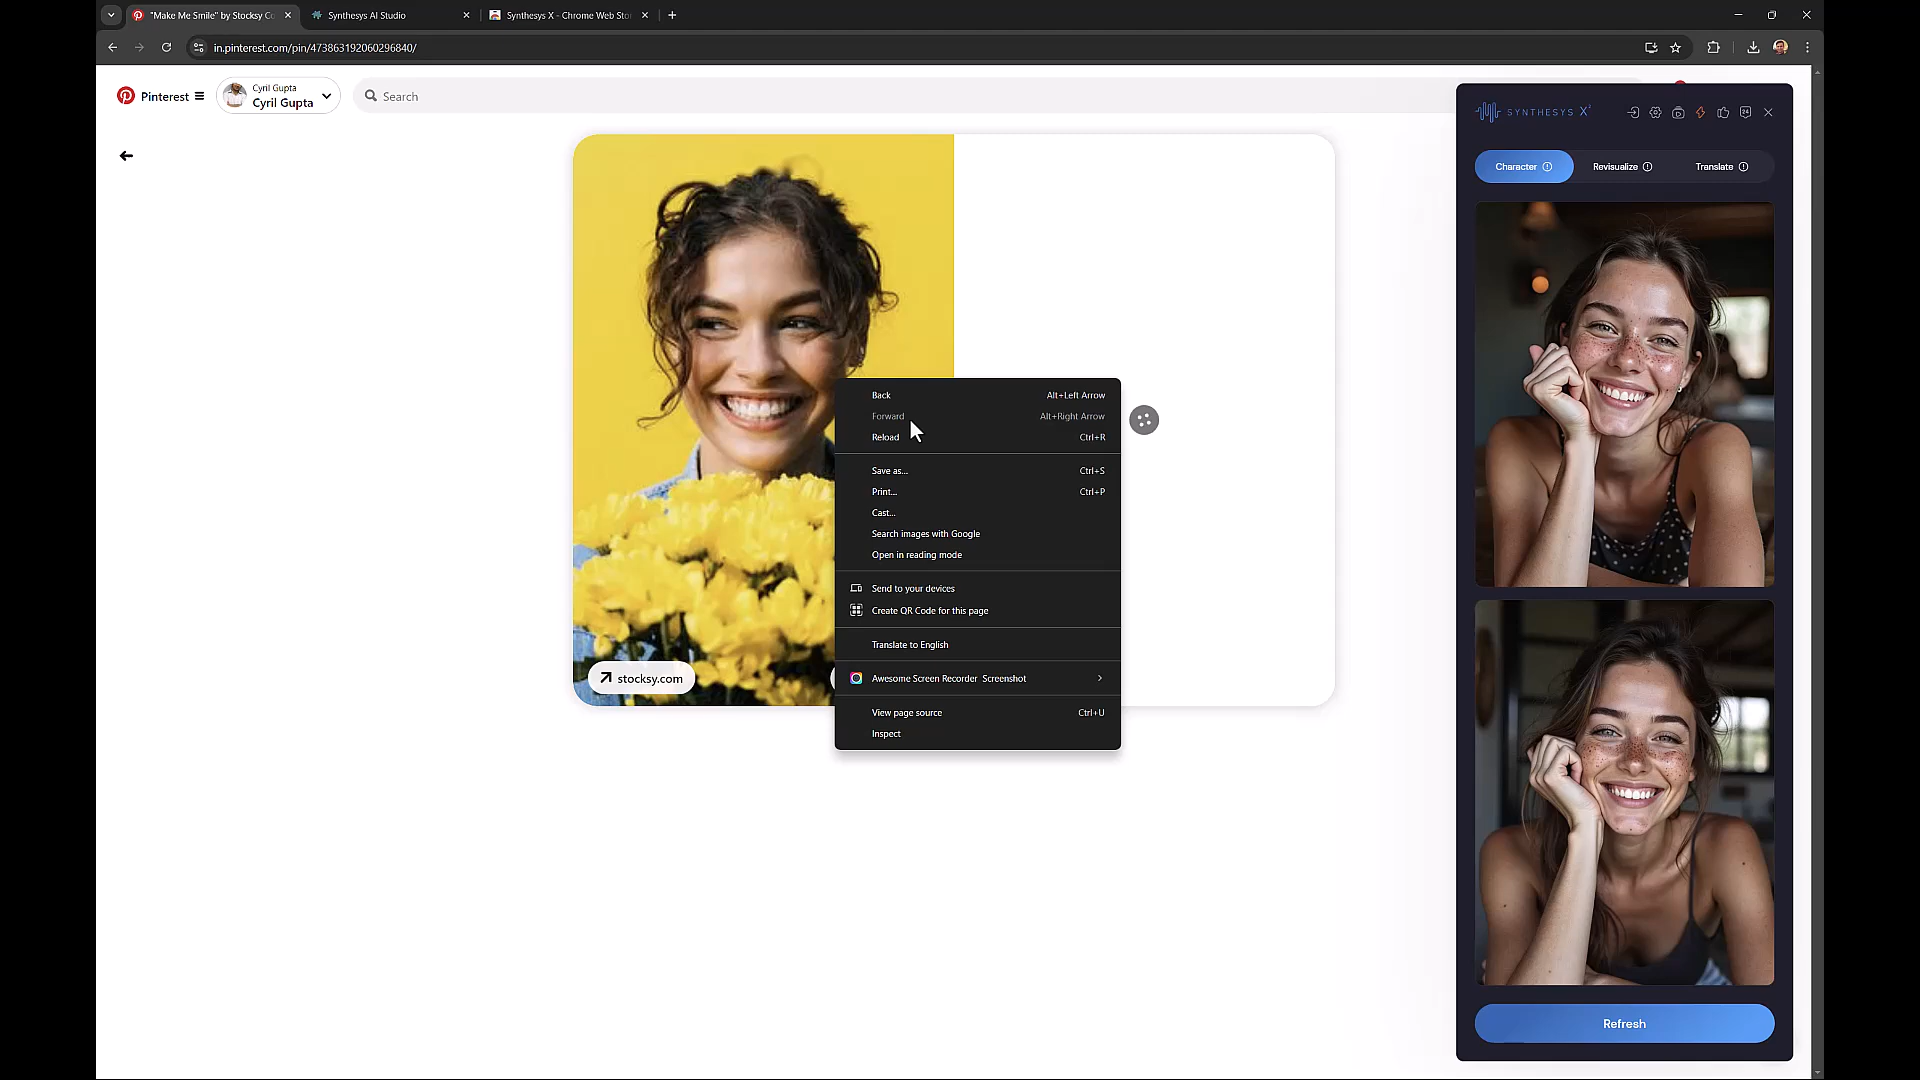 "Make Me Smile" by Stocksy Co
Synthesys AI Studio
Synthesys X - Chrome Web Sto
in.pinterest.com/pin/473863192060296840/
Pinterest
Cyril Gupta
Cyril Gupta
Search
SYNTHESYS X²
Character
Revisualize
Translate
Back Alt+Left Arrow
Forward Alt+Right Arrow
Reload Ctrl+R
Save as... Ctrl+S
Print... Ctrl+P
Cast...
Search images with Google
Open in reading mode
Send to your devices
Create QR Code for this page
Translate to English
Awesome Screen Recorder Screenshot
View page source Ctrl+U
Inspect
stocksy.com
Refresh